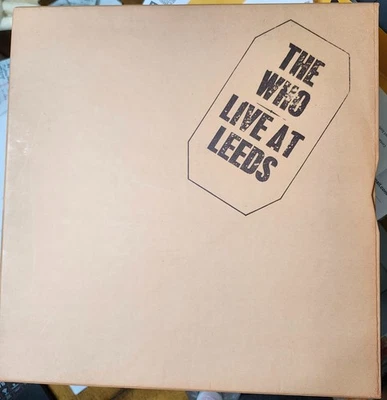 THE
WHO
LIVE AT
LEEDS